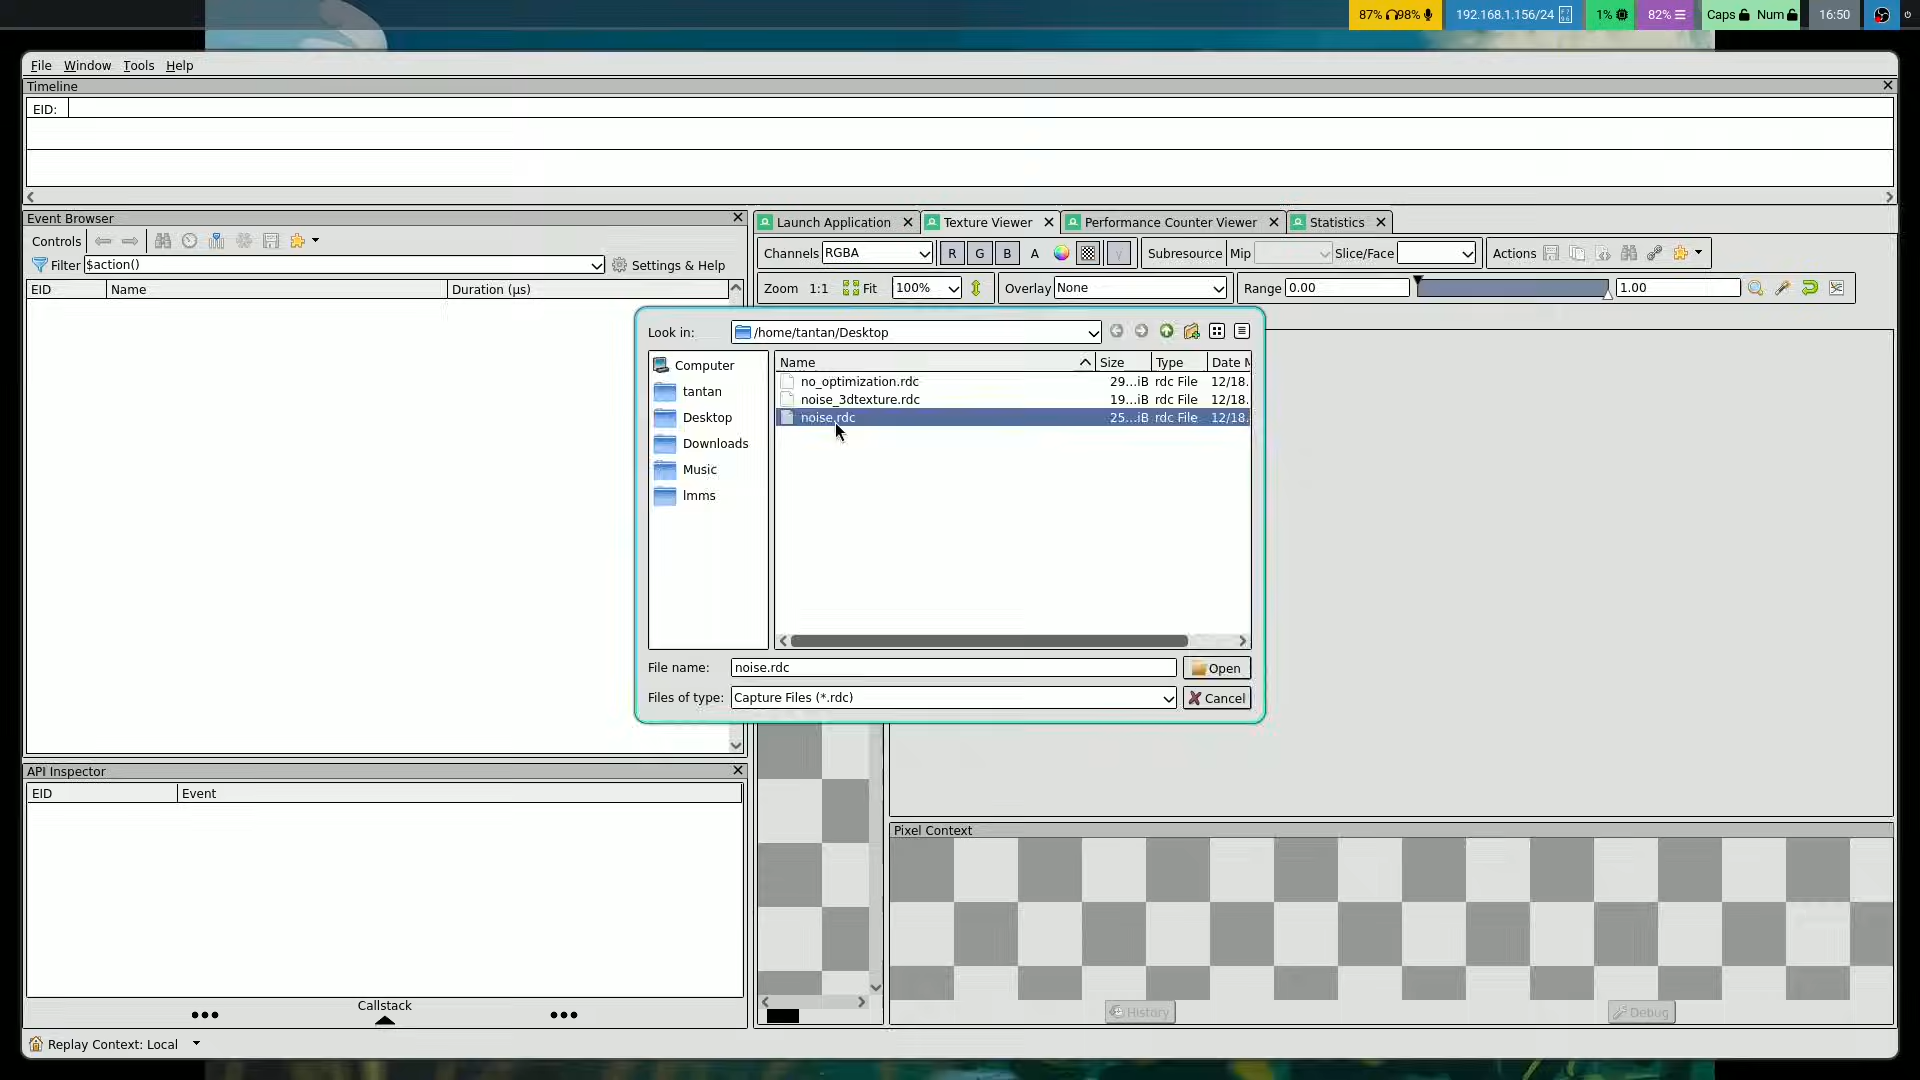 87% 98%
192.168.1.156/24
1%
82%
Caps Num
16:50
File Window Tools Help
Timeline
EID:
Event Browser
Launch Application
Texture Viewer
Performance Counter Viewer
Statistics
Controls
Channels RGBA
R G B A
γ
Subresource Mip
Slice/Face
Actions
Filter $action()
Settings & Help
Zoom 1:1 Fit 100%
Overlay None
Range 0.00
1.00
EID Name Duration (µs)
Look in: /home/tantan/Desktop
Computer
tantan
Desktop
Downloads
Music
lmms
Name Size Type Date M
no_optimization.rdc 29...iB rdc File 12/18.
noise_3dtexture.rdc 19...iB rdc File 12/18.
noise.rdc 25...iB rdc File 12/18.
File name: noise.rdc Open
Files of type: Capture Files (*.rdc) Cancel
API Inspector
EID Event
Callstack
Pixel Context
History
Debug
Replay Context: Local